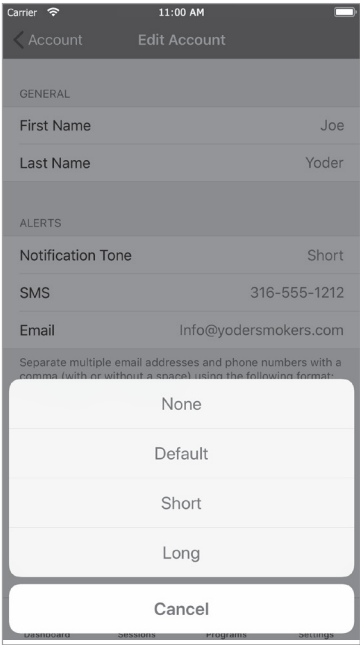 Carrier 11:00 AM
Account Edit Account
GENERAL
First Name Joe
Last Name Yoder
ALERTS
Notification Tone Short
SMS 316-555-1212
Email Info@yodersmokers.com
Separate multiple email addresses and phone numbers with a
comma (with or without a space) using the following format:
None
Default
Short
Long
Cancel
Dashboard Sessions Programs Settings